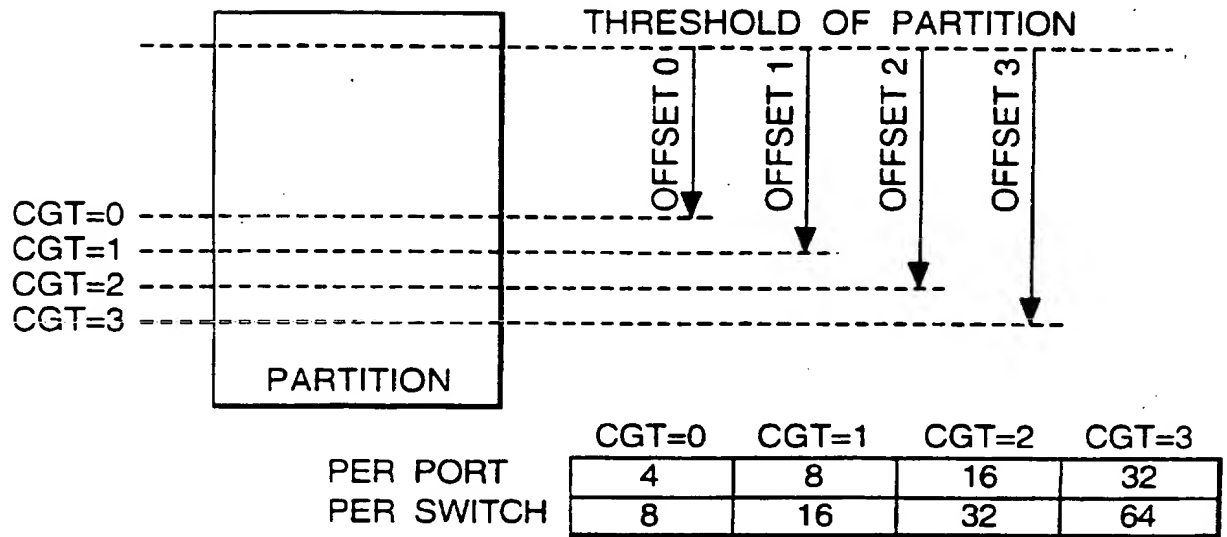 THRESHOLD OF PARTITION
OFFSET 0
OFFSET 1
OFFSET 2
OFFSET 3
CGT=0
CGT=1
CGT=2
CGT=3
PARTITION
CGT=0 CGT=1 CGT=2 CGT=3
PER PORT 4 8 16 32
PER SWITCH 8 16 32 64